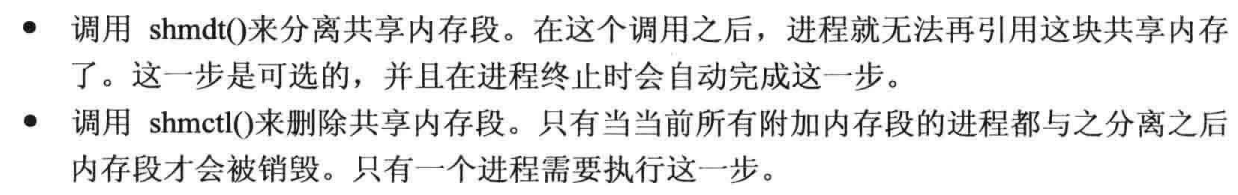 • 调用 shmdt()来分离共享内存段。在这个调用之后，进程就无法再引用这块共享内存
了。这一步是可选的，并且在进程终止时会自动完成这一步。
• 调用 shmctl()来删除共享内存段。只有当当前所有附加内存段的进程都与之分离之后
内存段才会被销毁。只有一个进程需要执行这一步。